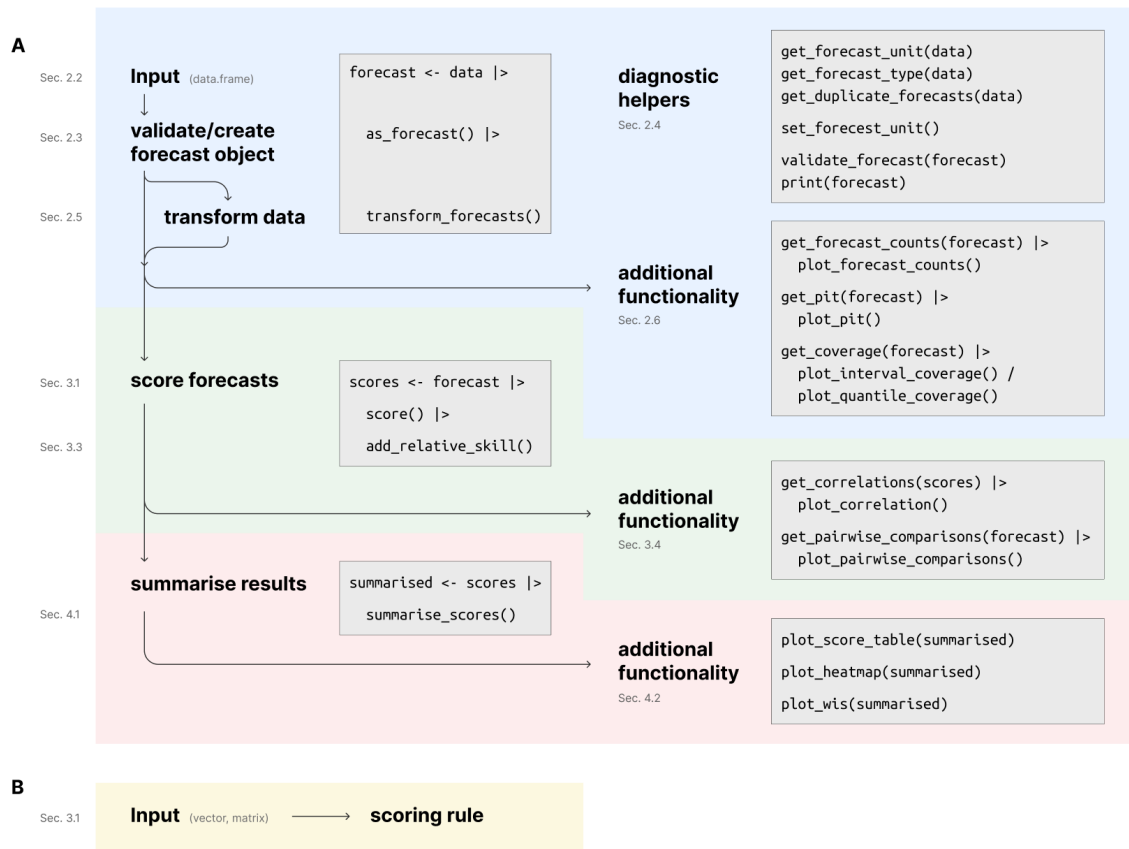 A
Sec. 2.2
Input (data.frame)
forecast <- data |>
Sec. 2.3
validate/create
forecast object
as_forecast() |>
Sec. 2.5
transform data
transform_forecasts()
diagnostic
helpers
Sec. 2.4
get_forecast_unit(data)
get_forecast_type(data)
get_duplicate_forecasts(data)
set_forecest_unit()
validate_forecast(forecast)
print(forecast)
additional
functionality
Sec. 2.6
get_forecast_counts(forecast) |>
plot_forecast_counts()
get_pit(forecast) |>
plot_pit()
get_coverage(forecast) |>
plot_interval_coverage() /
plot_quantile_coverage()
Sec. 3.1
score forecasts
scores <- forecast |>
score() |>
Sec. 3.3
add_relative_skill()
additional
functionality
Sec. 3.4
get_correlations(scores) |>
plot_correlation()
get_pairwise_comparisons(forecast) |>
plot_pairwise_comparisons()
summarise results
summarised <- scores |>
Sec. 4.1
summarise_scores()
additional
functionality
Sec. 4.2
plot_score_table(summarised)
plot_heatmap(summarised)
plot_wis(summarised)
B
Sec. 3.1
Input (vector, matrix)
scoring rule